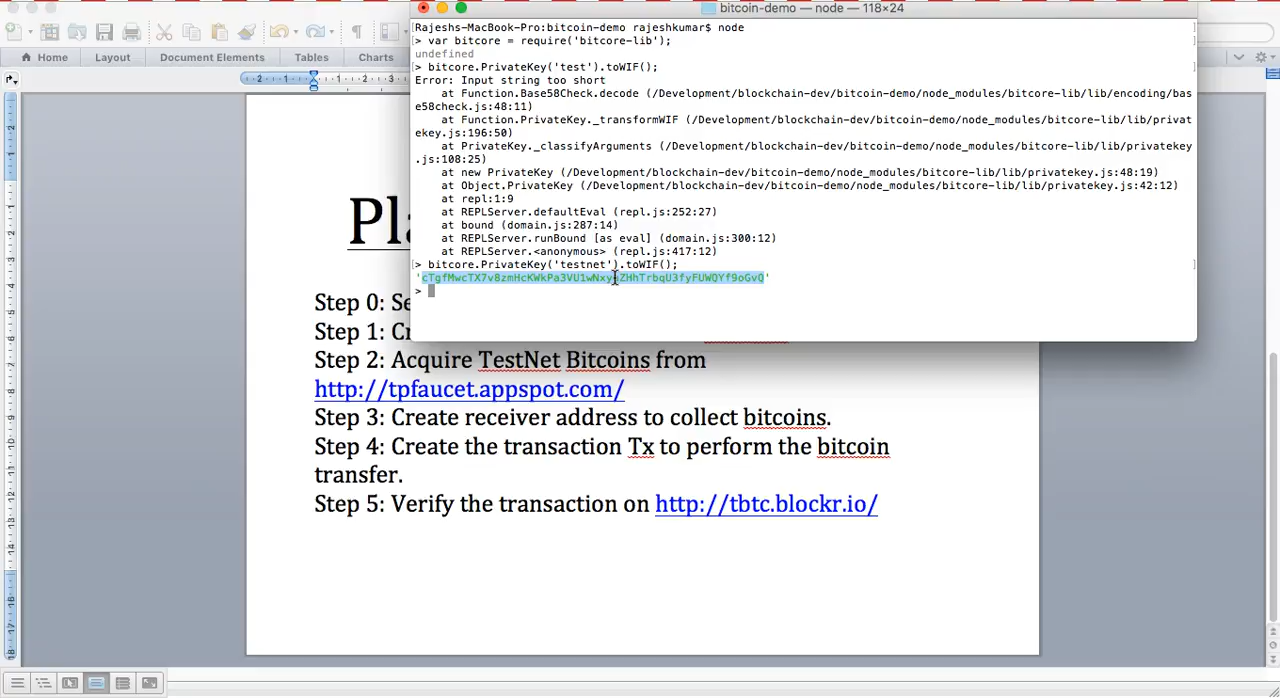 bitcoin-demo — node — 118×24
[Rajeshs-MacBook-Pro:bitcoin-demo rajeshkumar$ node ]
[> var bitcore = require('bitcore-lib'); ]
undefined
[> bitcore.PrivateKey('test').toWIF(); ]
Error: Input string too short
at Function.Base58Check.decode (/Development/blockchain-dev/bitcoin-demo/node_modules/bitcore-lib/lib/encoding/bas
e58check.js:48:11)
at Function.PrivateKey._transformWIF (/Development/blockchain-dev/bitcoin-demo/node_modules/bitcore-lib/lib/privat
ekey.js:196:50)
at PrivateKey._classifyArguments (/Development/blockchain-dev/bitcoin-demo/node_modules/bitcore-lib/lib/privatekey
.js:108:25)
at new PrivateKey (/Development/blockchain-dev/bitcoin-demo/node_modules/bitcore-lib/lib/privatekey.js:48:19)
at Object.PrivateKey (/Development/blockchain-dev/bitcoin-demo/node_modules/bitcore-lib/lib/privatekey.js:42:12)
at repl:1:9
at REPLServer.defaultEval (repl.js:252:27)
at bound (domain.js:287:14)
at REPLServer.runBound [as eval] (domain.js:300:12)
at REPLServer.<anonymous> (repl.js:417:12)
[> bitcore.PrivateKey('testnet').toWIF(); ]
>
Home Layout Document Elements Tables Charts
2 1 1 2 3
Step 0:
Step 1:
Step 2: Acquire TestNet Bitcoins from
http://tpfaucet.appspot.com/
Step 3: Create receiver address to collect bitcoins.
Step 4: Create the transaction Tx to perform the bitcoin
transfer.
Step 5: Verify the transaction on http://tbtc.blockr.io/